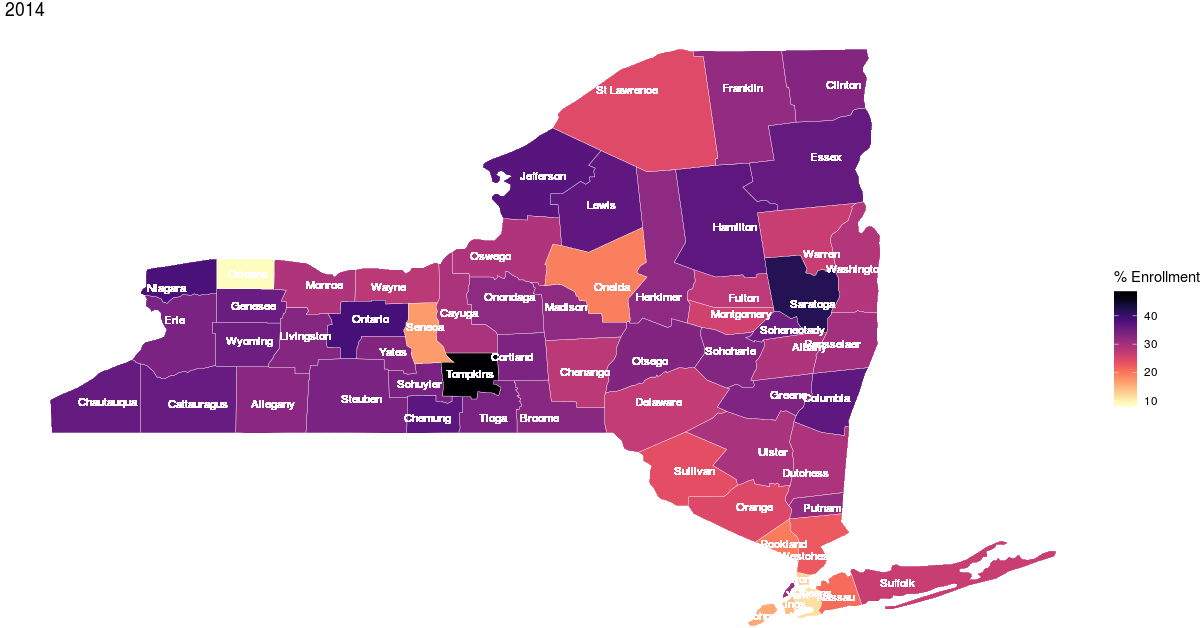 2014
St Lawrence
Franklin
Clinton
Essex
Jefferson
Lewis
Hamilton
Warren
Washington
Oswego
Oneida
Herkimer
Fulton
Saratoga
Montgomery
Niagara
Orleans
Monroe
Wayne
Genesee
Erie
Ontario
Seneca
Cayuga
Onondaga
Madison
Wyoming
Livingston
Yates
Cortland
Chenango
Otsego
Schoharie
Schenectady
Albany
Rensselaer
Chautauqua
Cattaraugus
Allegany
Steuben
Schuyler
Tompkins
Chemung
Tioga
Broome
Delaware
Greene
Columbia
Ulster
Dutchess
Sullivan
Orange
Putnam
Rockland
Westches
Nassau
Suffolk
% Enrollment
40
30
20
10